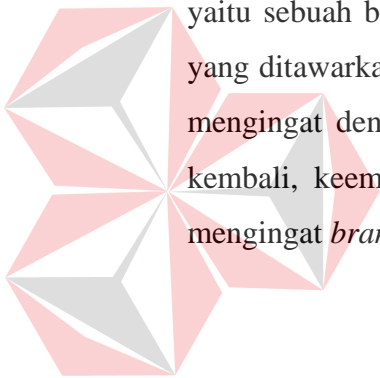 yaitu sebuah b
yang ditawarka
mengingat den
kembali, keem
mengingat bran